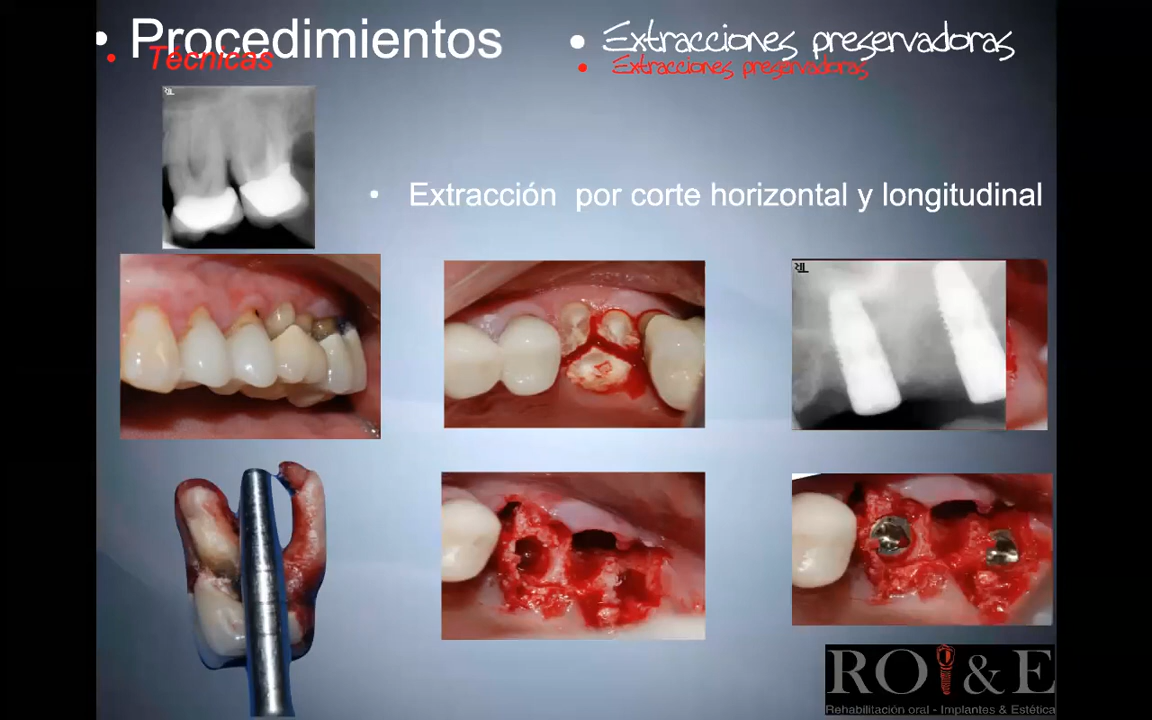 • Procedimientos
• Técnicas
• Extracciones preservadoras
• Extracciones preservadoras
• Extracción por corte horizontal y longitudinal
RO & E
Rehabilitación oral - Implantes & Estética